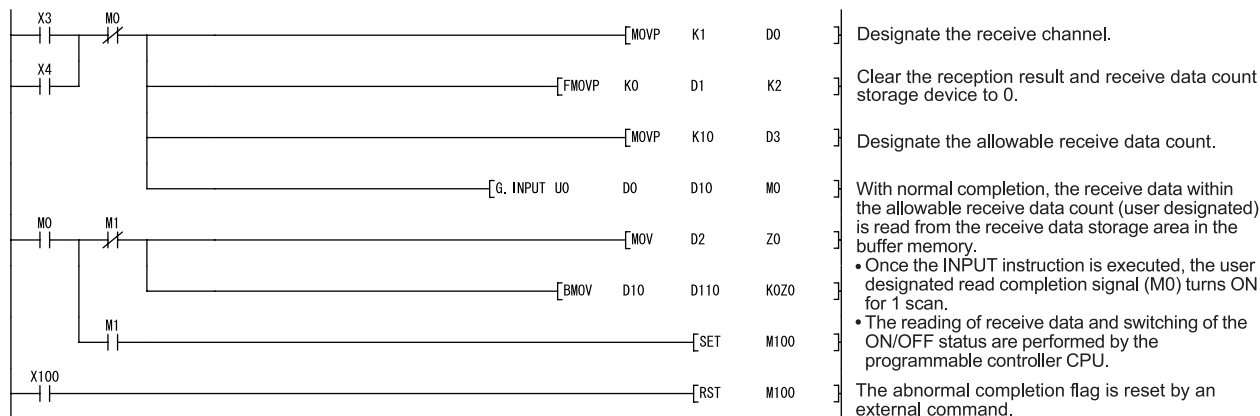 X3 M0
[MOVP K1 D0 ] Designate the receive channel.
X4
[FMOVP K0 D1 K2 ] Clear the reception result and receive data count
storage device to 0.
[MOVP K10 D3 ] Designate the allowable receive data count.
[G. INPUT U0 D0 D10 M0 ] With normal completion, the receive data within
the allowable receive data count (user designated)
is read from the receive data storage area in the
buffer memory.
M0 M1
[MOV D2 Z0 ]
• Once the INPUT instruction is executed, the user
designated read completion signal (M0) turns ON
for 1 scan.
[BMOV D10 D110 K0Z0 ]
• The reading of receive data and switching of the
ON/OFF status are performed by the
programmable controller CPU.
M1
[SET M100 ]
X100
[RST M100 ] The abnormal completion flag is reset by an
external command.